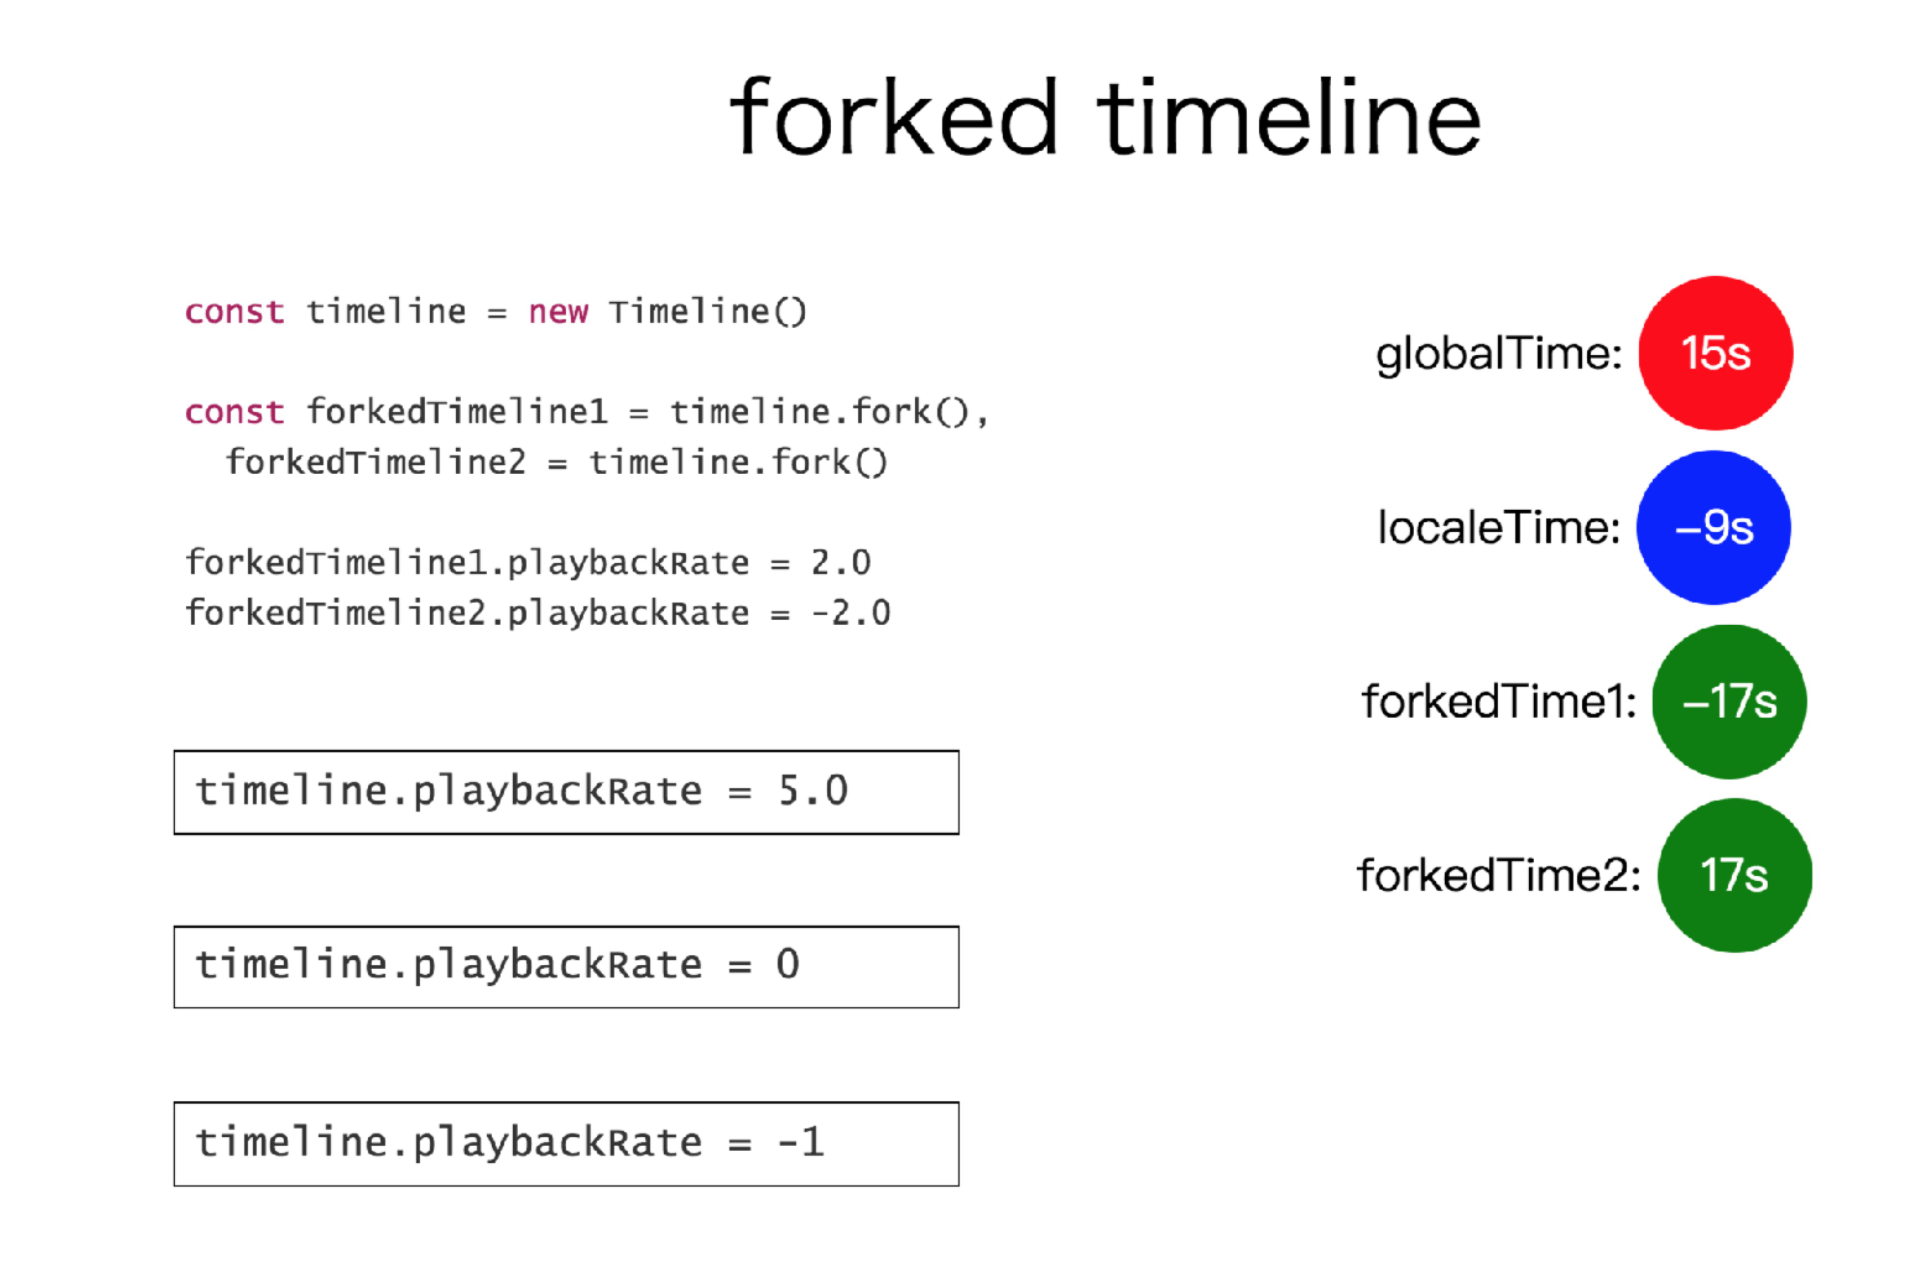 forked timeline
const timeline = new Timeline()
const forkedTimeline1 = timeline.fork(),
forkedTimeline2 = timeline.fork()
forkedTimeline1.playbackRate = 2.0
forkedTimeline2.playbackRate = -2.0
timeline.playbackRate = 5.0
timeline.playbackRate = 0
timeline.playbackRate = -1
globalTime: 15s
localeTime: -9s
forkedTime1: -17s
forkedTime2: 17s